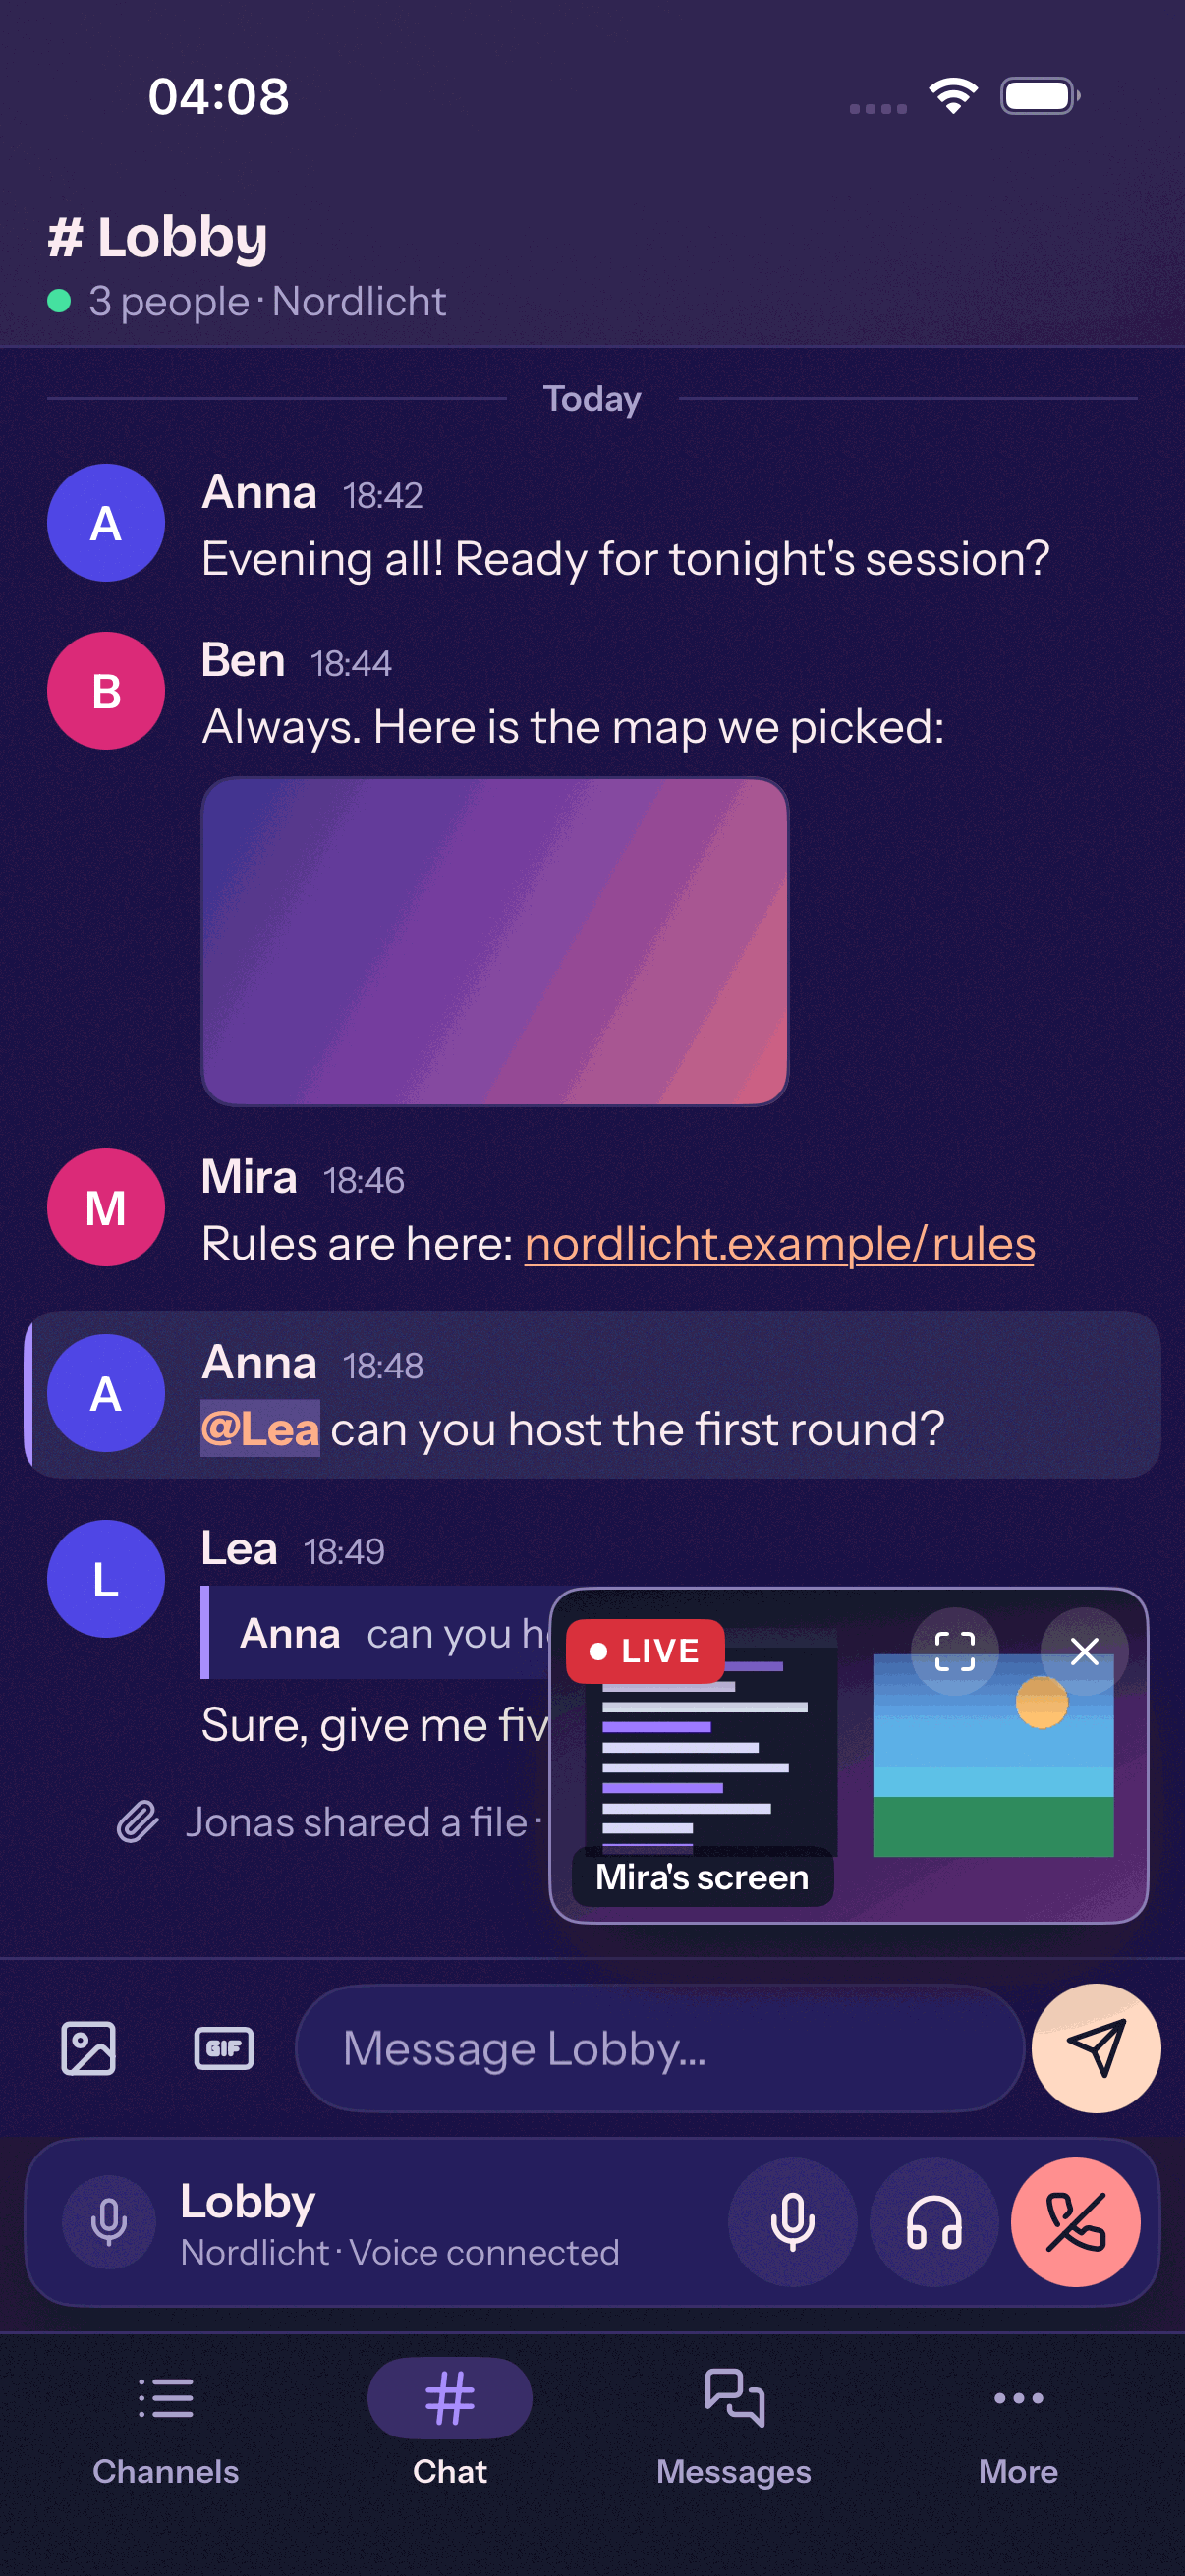 04:08
# Lobby
3 people · Nordlicht
Today
Anna 18:42
Evening all! Ready for tonight's session?
Ben 18:44
Always. Here is the map we picked:
Mira 18:46
Rules are here: nordlicht.example/rules
Anna 18:48
@Lea can you host the first round?
Lea 18:49
Anna can you
Sure, give me
Jonas shared a file ·
LIVE
Mira's screen
GIF
Message Lobby...
Lobby
Nordlicht · Voice connected
Channels
Chat
Messages
More
A
B
M
A
L